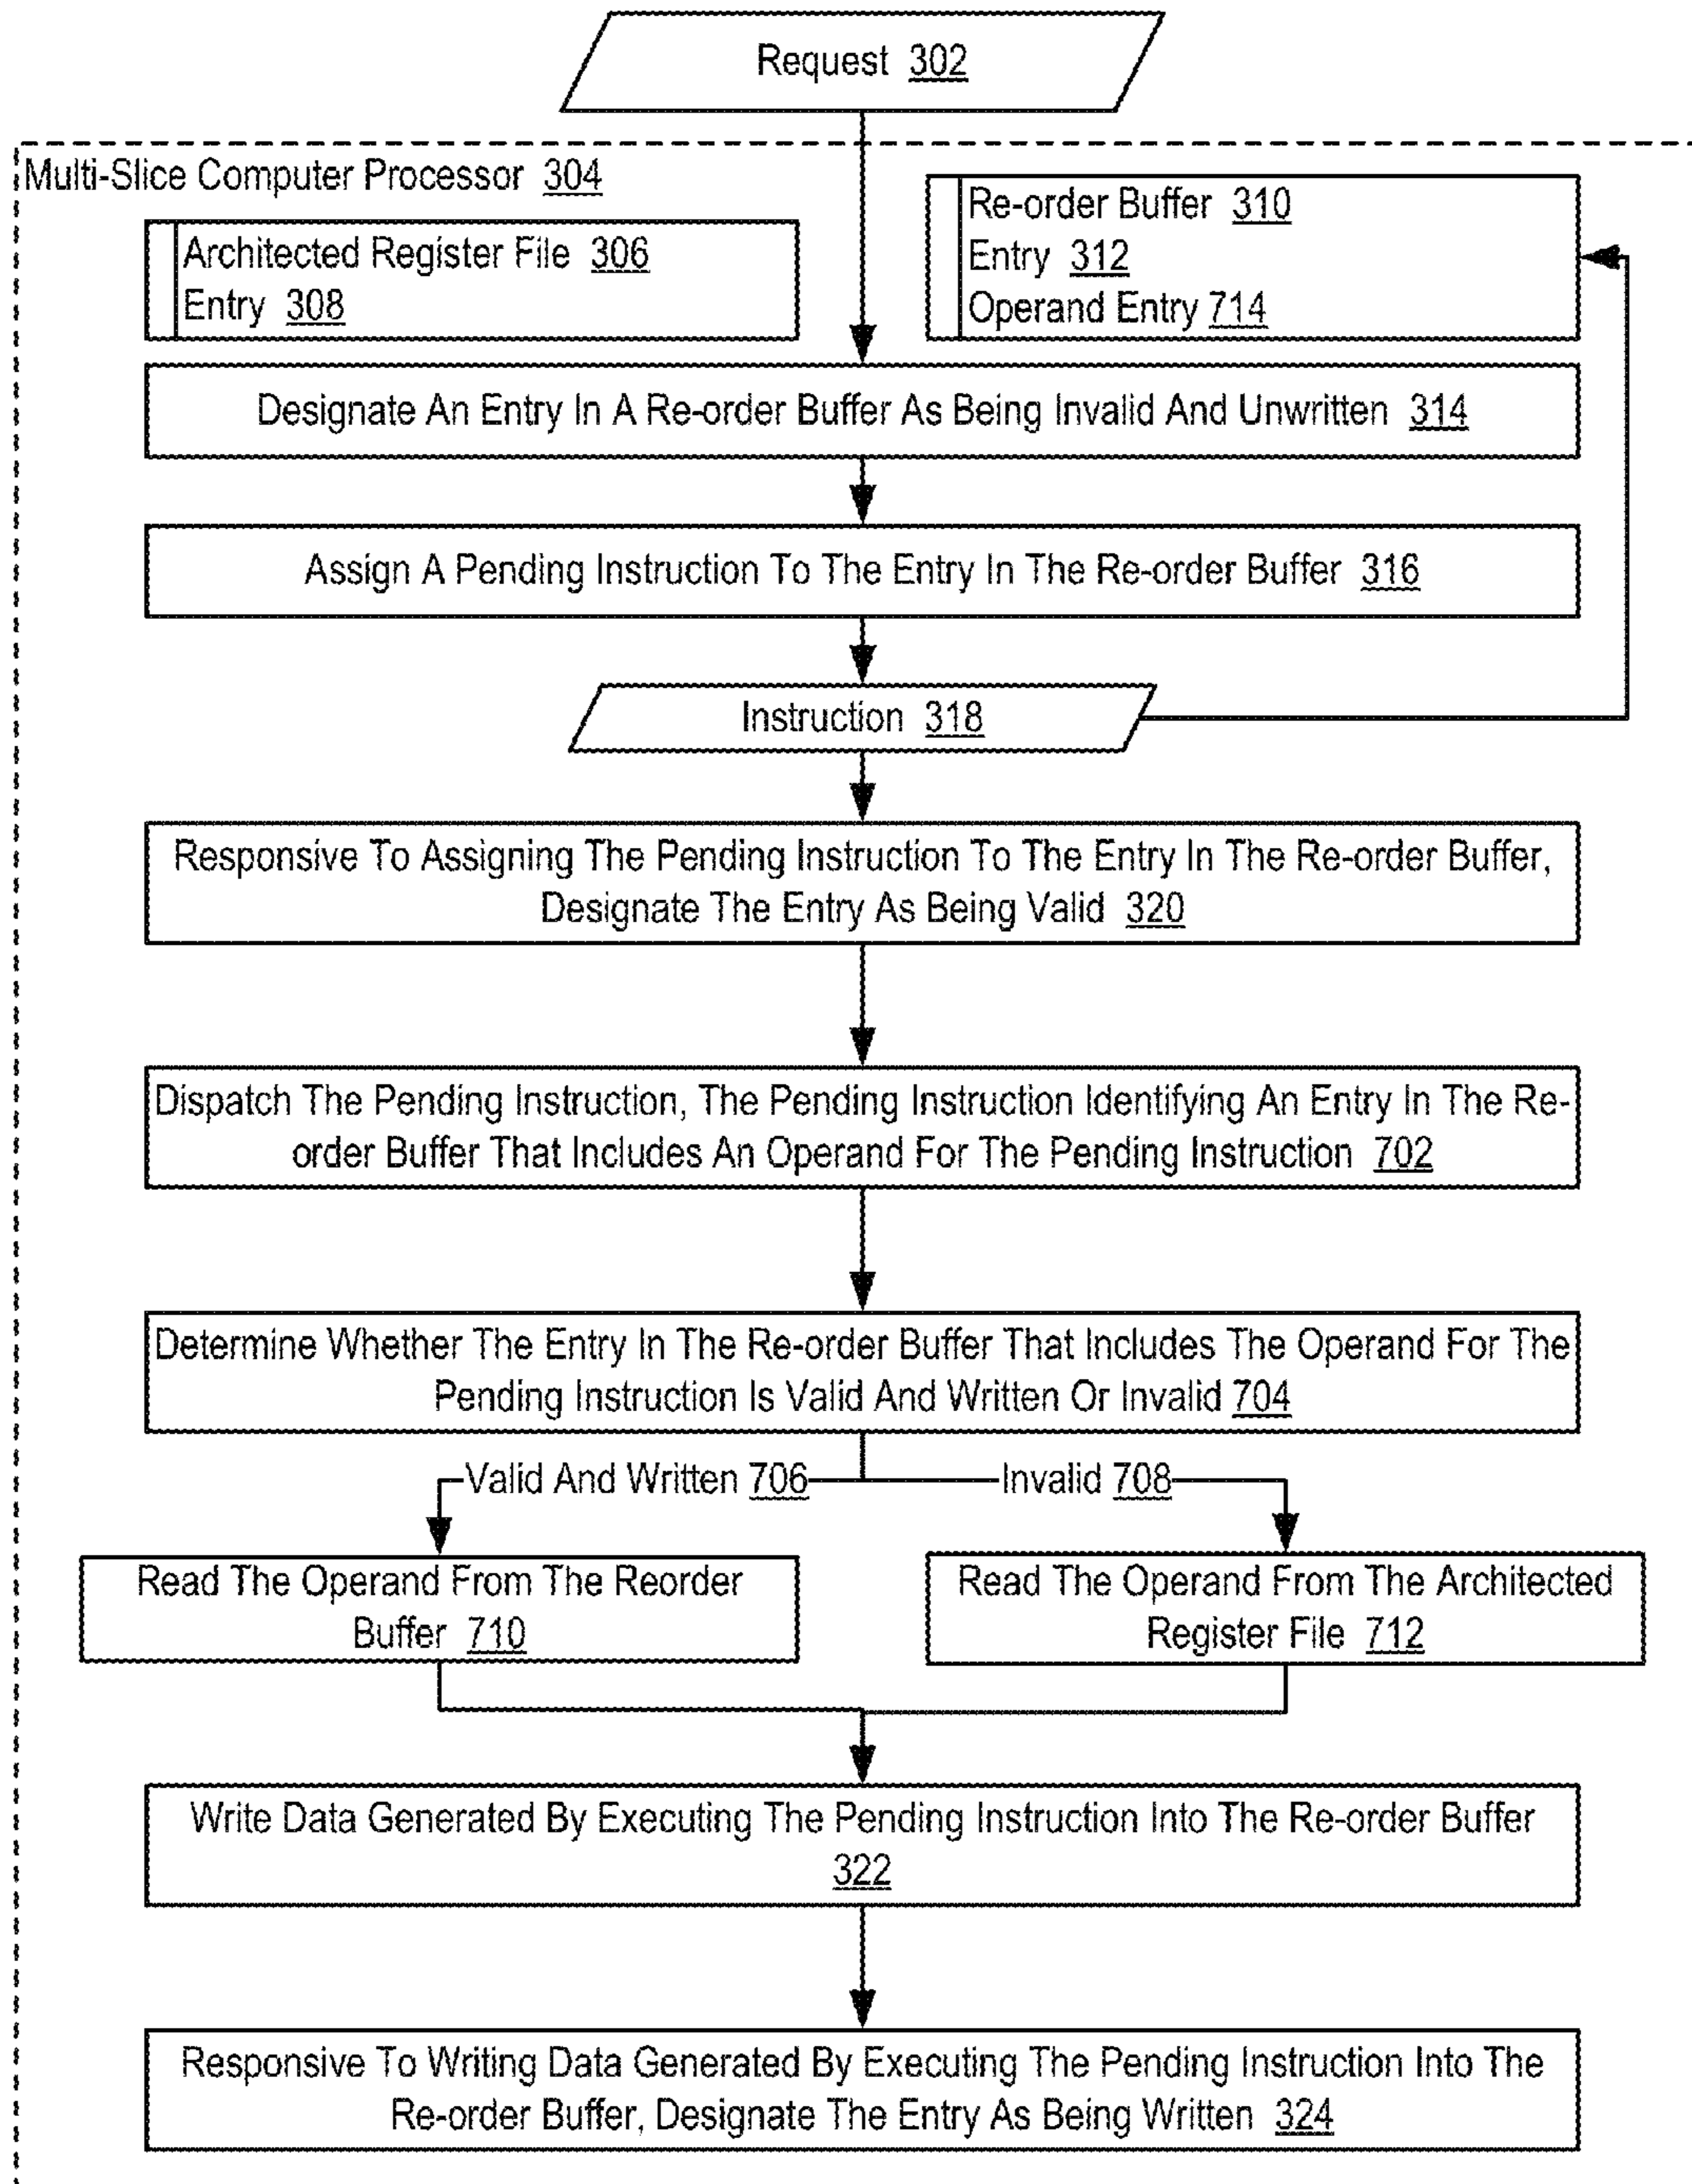 Request 302
Multi-Slice Computer Processor 304
Architected Register File 306
Entry 308
Re-order Buffer 310
Entry 312
Operand Entry 714
Designate An Entry In A Re-order Buffer As Being Invalid And Unwritten 314
Assign A Pending Instruction To The Entry In The Re-order Buffer 316
Instruction 318
Responsive To Assigning The Pending Instruction To The Entry In The Re-order Buffer,
Designate The Entry As Being Valid 320
Dispatch The Pending Instruction, The Pending Instruction Identifying An Entry In The Re-
order Buffer That Includes An Operand For The Pending Instruction 702
Determine Whether The Entry In The Re-order Buffer That Includes The Operand For The
Pending Instruction Is Valid And Written Or Invalid 704
Valid And Written 706
Invalid 708
Read The Operand From The Reorder
Buffer 710
Read The Operand From The Architected
Register File 712
Write Data Generated By Executing The Pending Instruction Into The Re-order Buffer
322
Responsive To Writing Data Generated By Executing The Pending Instruction Into The
Re-order Buffer, Designate The Entry As Being Written 324